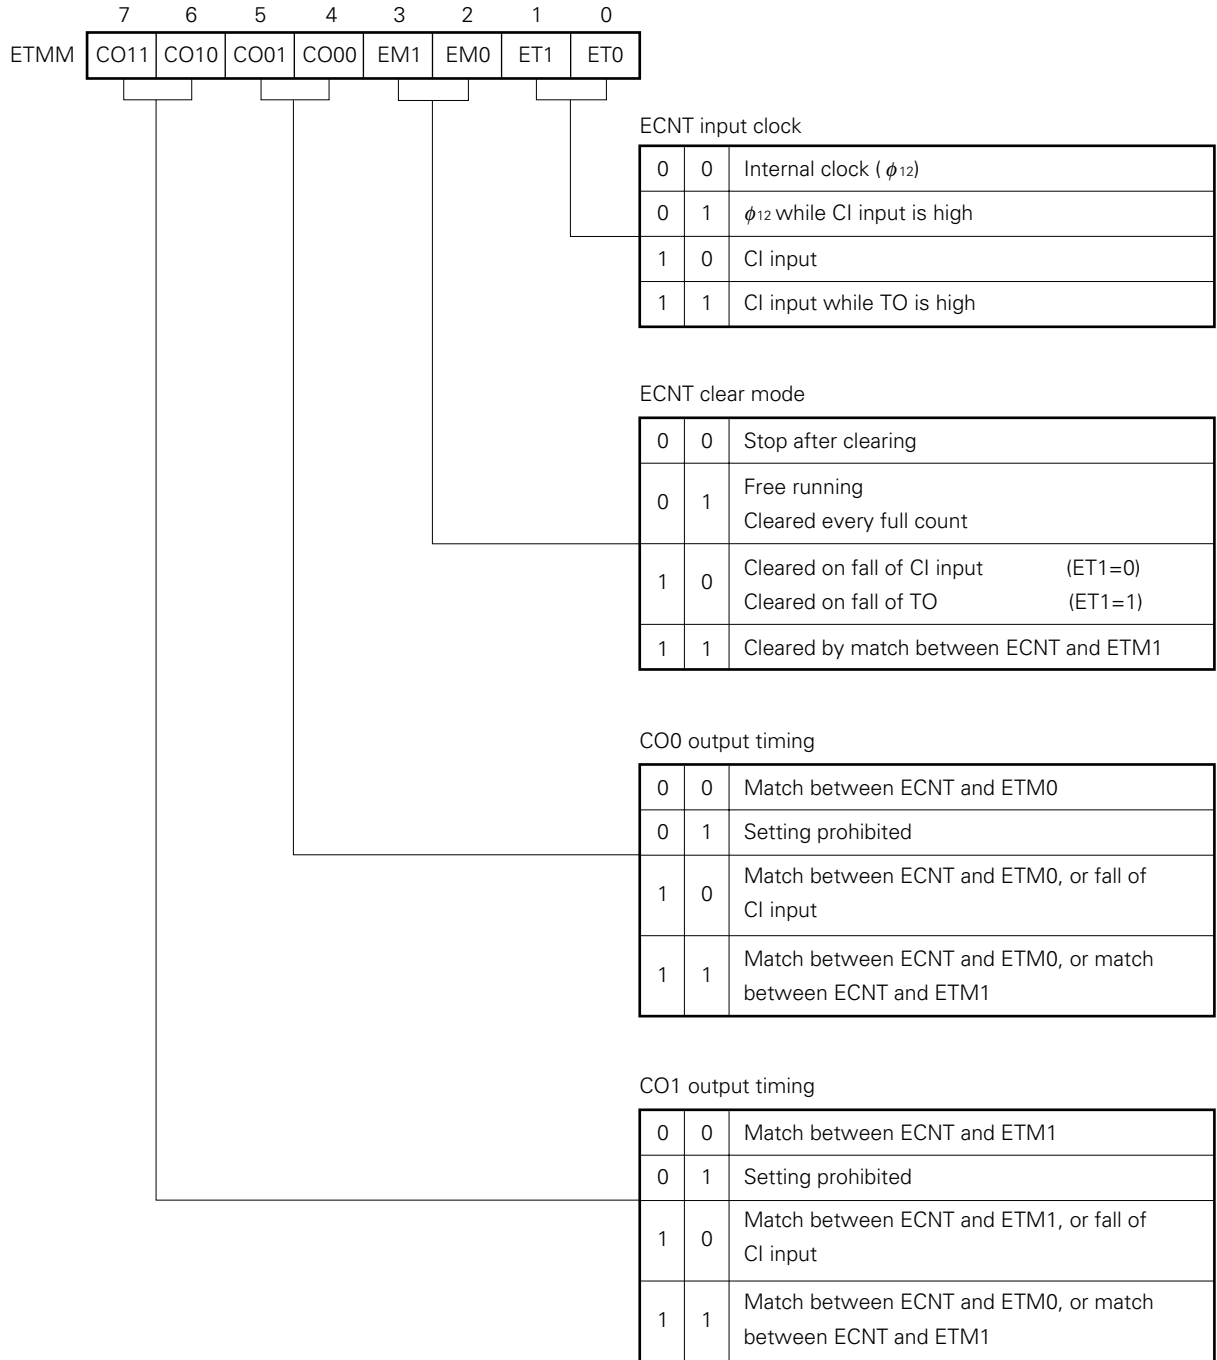 7 6 5 4 3 2 1 0
ETMM CO11 CO10 CO01 CO00 EM1 EM0 ET1 ET0
ECNT input clock
0 0 Internal clock ( ϕ12)
0 1 ϕ12 while CI input is high
1 0 CI input
1 1 CI input while TO is high
ECNT clear mode
0 0 Stop after clearing
0 1 Free running
Cleared every full count
1 0 Cleared on fall of CI input (ET1=0)
Cleared on fall of TO (ET1=1)
1 1 Cleared by match between ECNT and ETM1
CO0 output timing
0 0 Match between ECNT and ETM0
0 1 Setting prohibited
1 0 Match between ECNT and ETM0, or fall of
CI input
1 1 Match between ECNT and ETM0, or match
between ECNT and ETM1
CO1 output timing
0 0 Match between ECNT and ETM1
0 1 Setting prohibited
1 0 Match between ECNT and ETM1, or fall of
CI input
1 1 Match between ECNT and ETM0, or match
between ECNT and ETM1